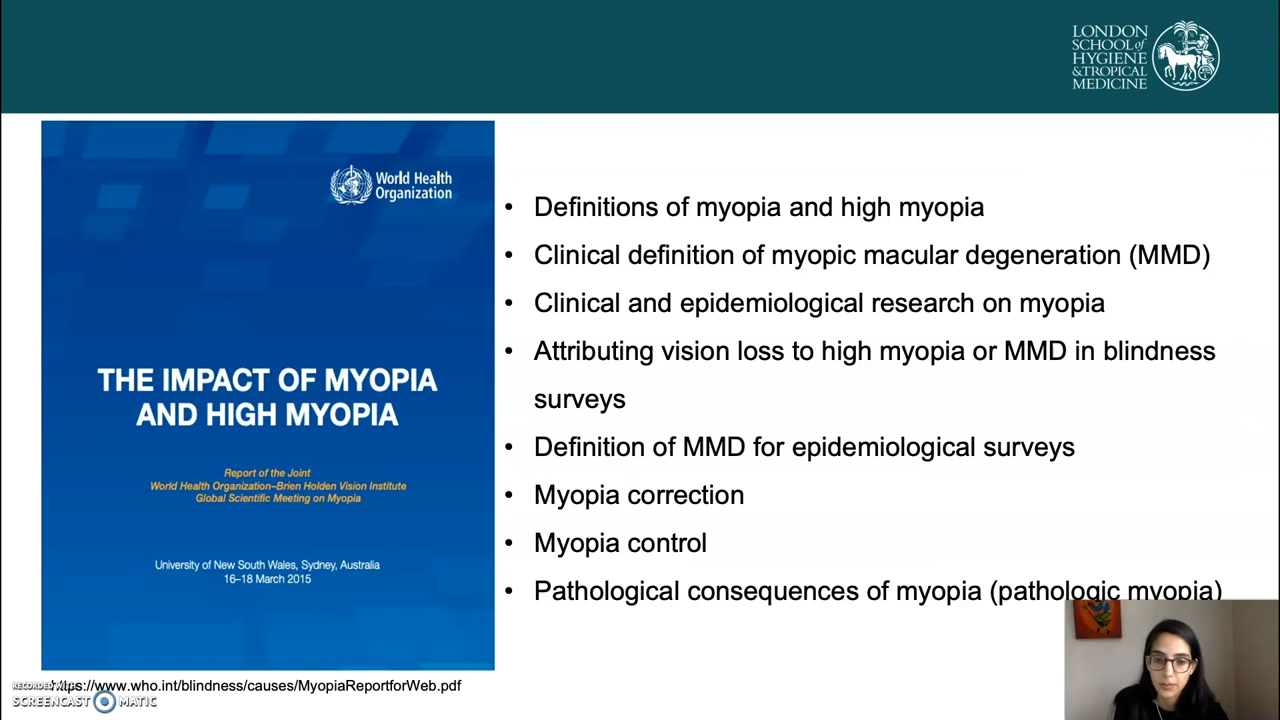 LONDON
SCHOOL of
HYGIENE
& TROPICAL
MEDICINE
World Health
Organization
THE IMPACT OF MYOPIA
AND HIGH MYOPIA
Report of the Joint
World Health Organization–Brien Holden Vision Institute
Global Scientific Meeting on Myopia
University of New South Wales, Sydney, Australia
16–18 March 2015
• Definitions of myopia and high myopia
• Clinical definition of myopic macular degeneration (MMD)
• Clinical and epidemiological research on myopia
• Attributing vision loss to high myopia or MMD in blindness
surveys
• Definition of MMD for epidemiological surveys
• Myopia correction
• Myopia control
• Pathological consequences of myopia (pathologic myopia)
https://www.who.int/blindness/causes/MyopiaReportforWeb.pdf
RECORDED
SCREENCAST MATIC